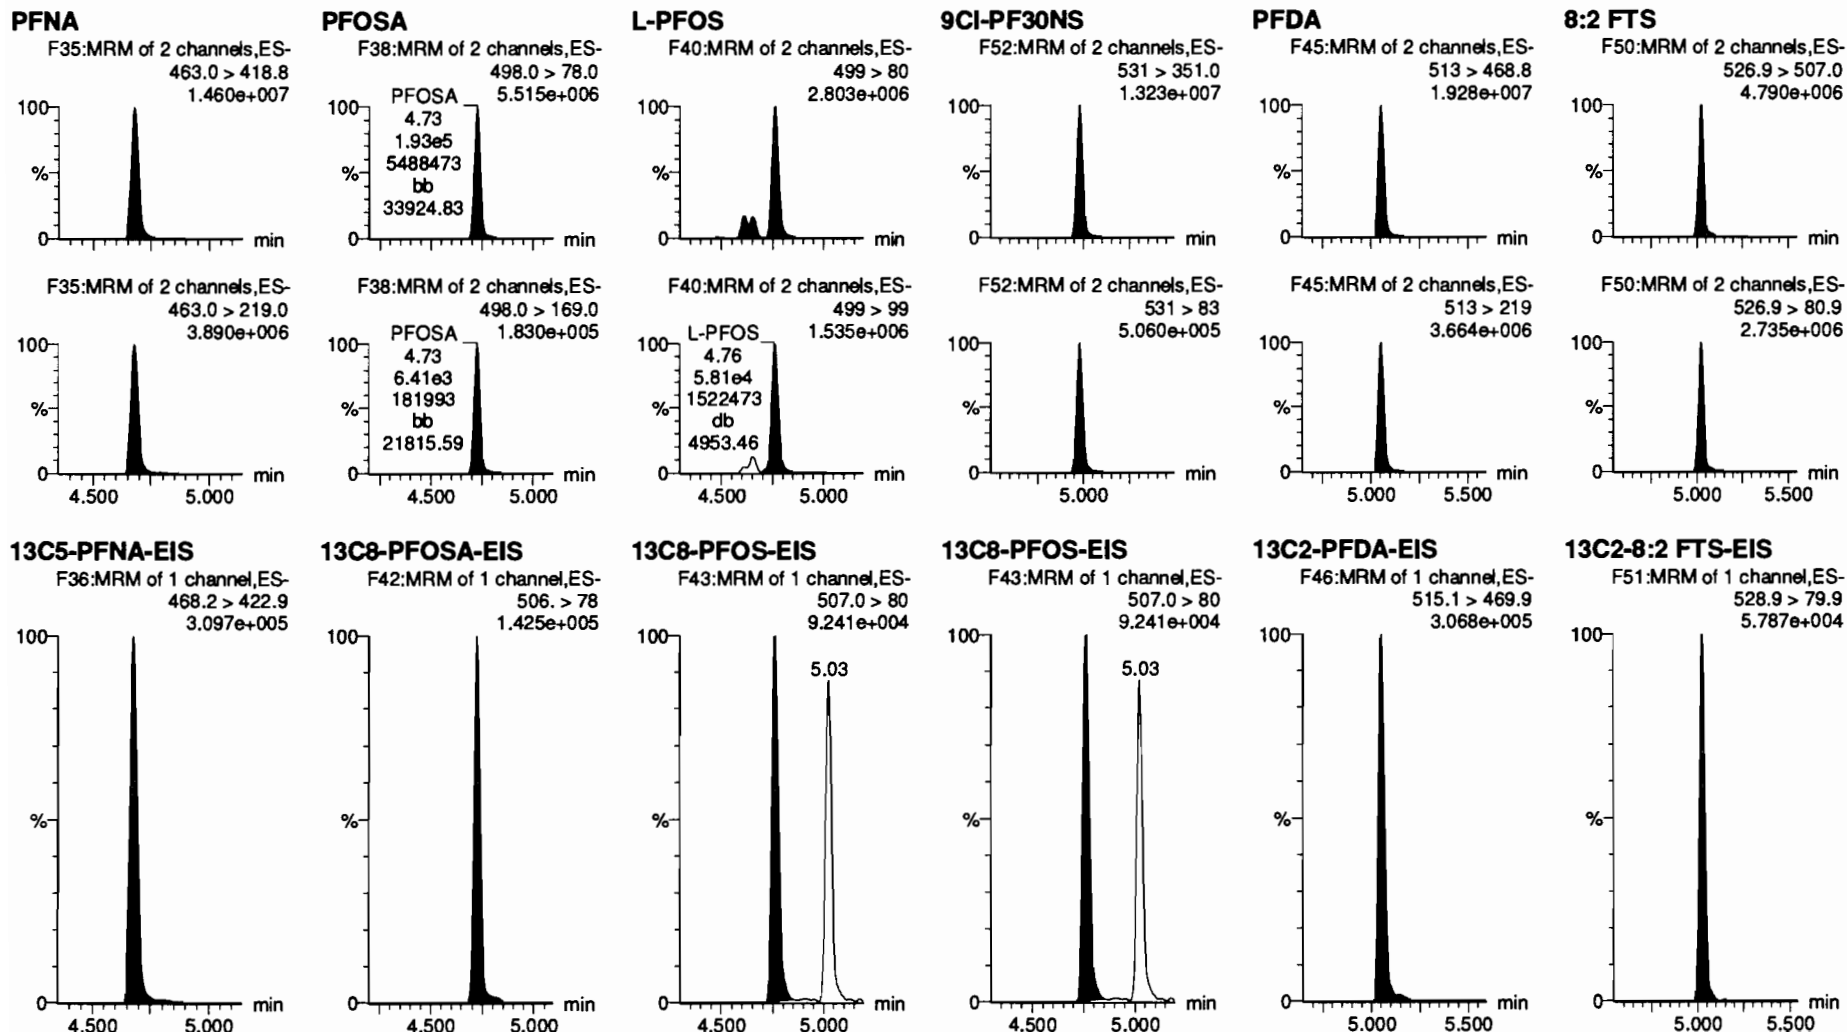 PFNA
F35:MRM of 2 channels,ES-
463.0 > 418.8
1.460e+007
100
%
0
min
F35:MRM of 2 channels,ES-
463.0 > 219.0
3.890e+006
100
%
0
min
4.500
5.000
PFOSA
F38:MRM of 2 channels,ES-
498.0 > 78.0
5.515e+006
PFOSA
4.73
1.93e5
5488473
bb
33924.83
100
%
0
min
F38:MRM of 2 channels,ES-
498.0 > 169.0
1.830e+005
PFOSA
4.73
6.41e3
181993
bb
21815.59
100
%
0
min
4.500
5.000
L-PFOS
F40:MRM of 2 channels,ES-
499 > 80
2.803e+006
100
%
0
min
F40:MRM of 2 channels,ES-
499 > 99
1.535e+006
L-PFOS
4.76
5.81e4
1522473
db
4953.46
100
%
0
min
4.500
5.000
9Cl-PF30NS
F52:MRM of 2 channels,ES-
531 > 351.0
1.323e+007
100
%
0
min
F52:MRM of 2 channels,ES-
531 > 83
5.060e+005
100
%
0
min
5.000
PFDA
F45:MRM of 2 channels,ES-
513 > 468.8
1.928e+007
100
%
0
min
F45:MRM of 2 channels,ES-
513 > 219
3.664e+006
100
%
0
min
5.000
5.500
8:2 FTS
F50:MRM of 2 channels,ES-
526.9 > 507.0
4.790e+006
100
%
0
min
F50:MRM of 2 channels,ES-
526.9 > 80.9
2.735e+006
100
%
0
min
5.000
5.500
13C5-PFNA-EIS
F36:MRM of 1 channel,ES-
468.2 > 422.9
3.097e+005
100
%
0
min
4.500
5.000
13C8-PFOSA-EIS
F42:MRM of 1 channel,ES-
506. > 78
1.425e+005
100
%
0
min
4.500
5.000
13C8-PFOS-EIS
F43:MRM of 1 channel,ES-
507.0 > 80
9.241e+004
100
5.03
%
0
min
4.500
5.000
13C8-PFOS-EIS
F43:MRM of 1 channel,ES-
507.0 > 80
9.241e+004
100
5.03
%
0
min
4.500
5.000
13C2-PFDA-EIS
F46:MRM of 1 channel,ES-
515.1 > 469.9
3.068e+005
100
%
0
min
5.000
5.500
13C2-8:2 FTS-EIS
F51:MRM of 1 channel,ES-
528.9 > 79.9
5.787e+004
100
%
0
min
5.000
5.500